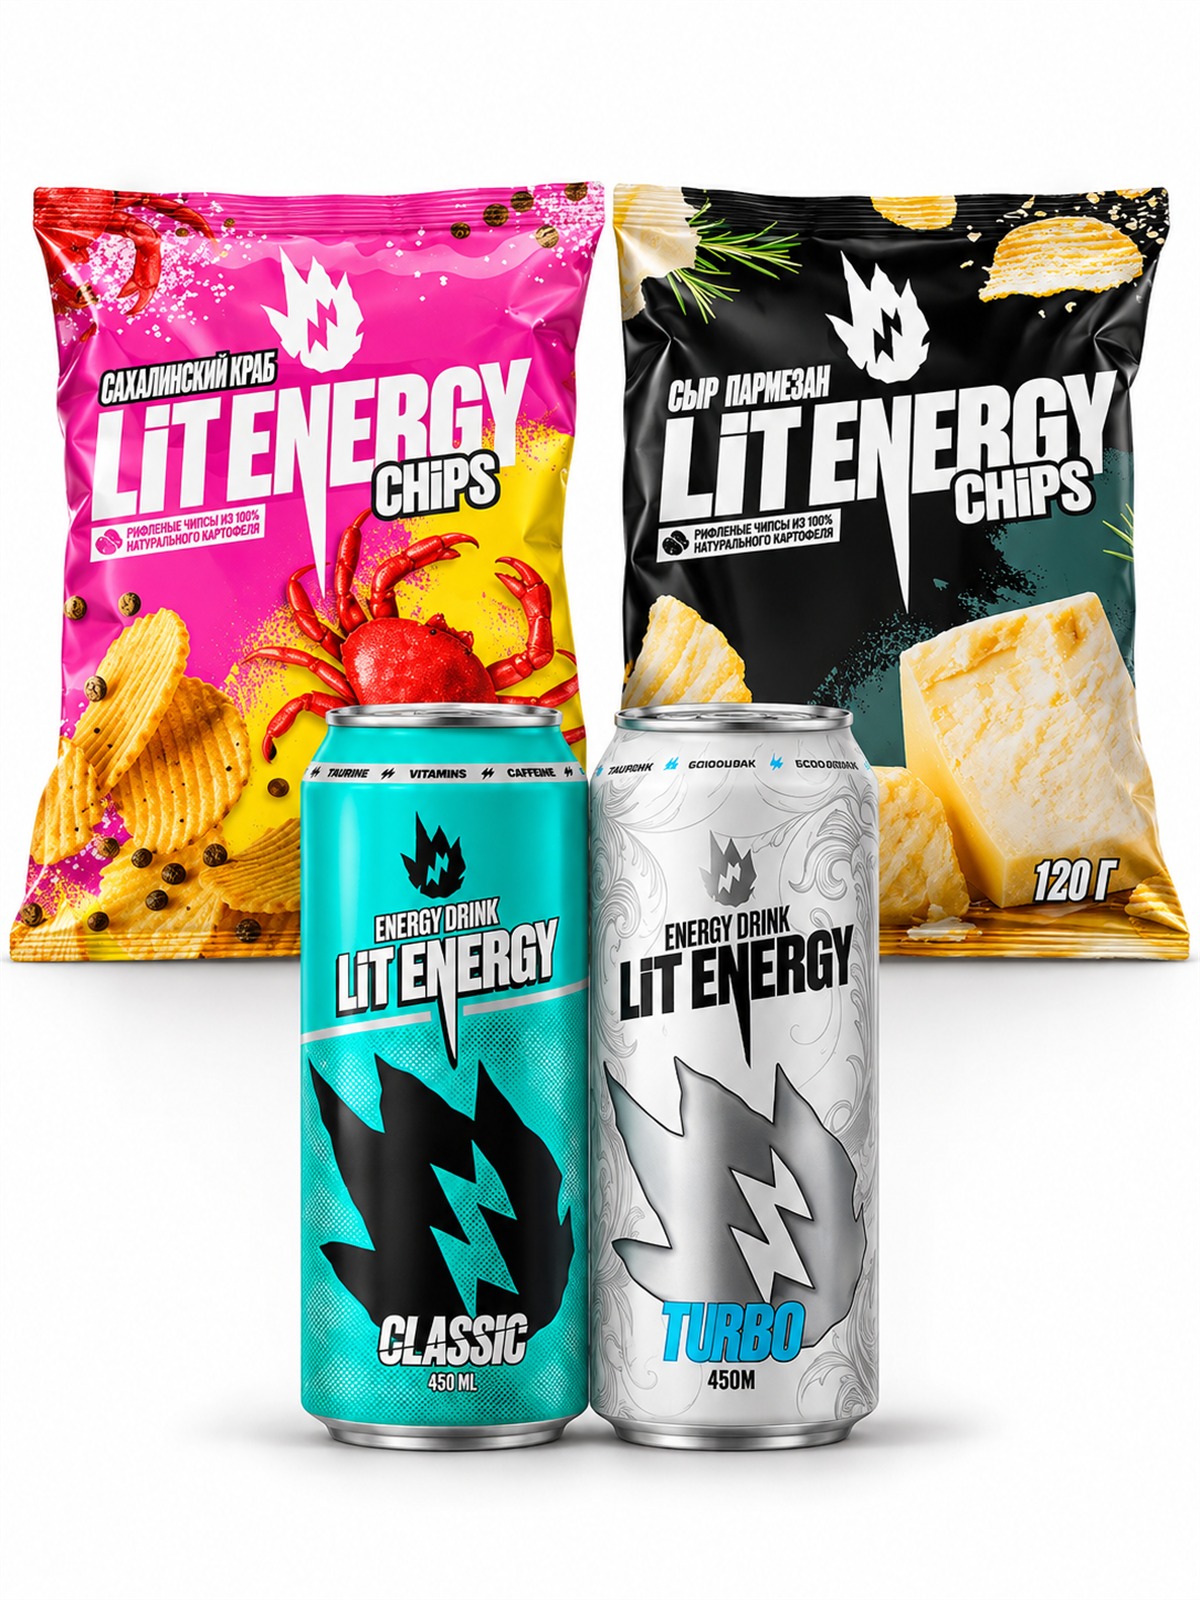 САХАЛИНСКИЙ КРАБ
LiT ENERGY
CHiPS
РИФЛЕНЫЕ ЧИПСЫ ИЗ 100%
НАТУРАЛЬНОГО КАРТОФЕЛЯ
СЫР ПАРМЕЗАН
LiT ENERGY
CHiPS
РИФЛЕНЫЕ ЧИПСЫ ИЗ 100%
НАТУРАЛЬНОГО КАРТОФЕЛЯ
120 Г
TAURINE VITAMINS CAFFEINE
ENERGY DRINK
LiT ENERGY
CLASSIC
450 ML
ENERGY DRINK
LiT ENERGY
TURBO
450M